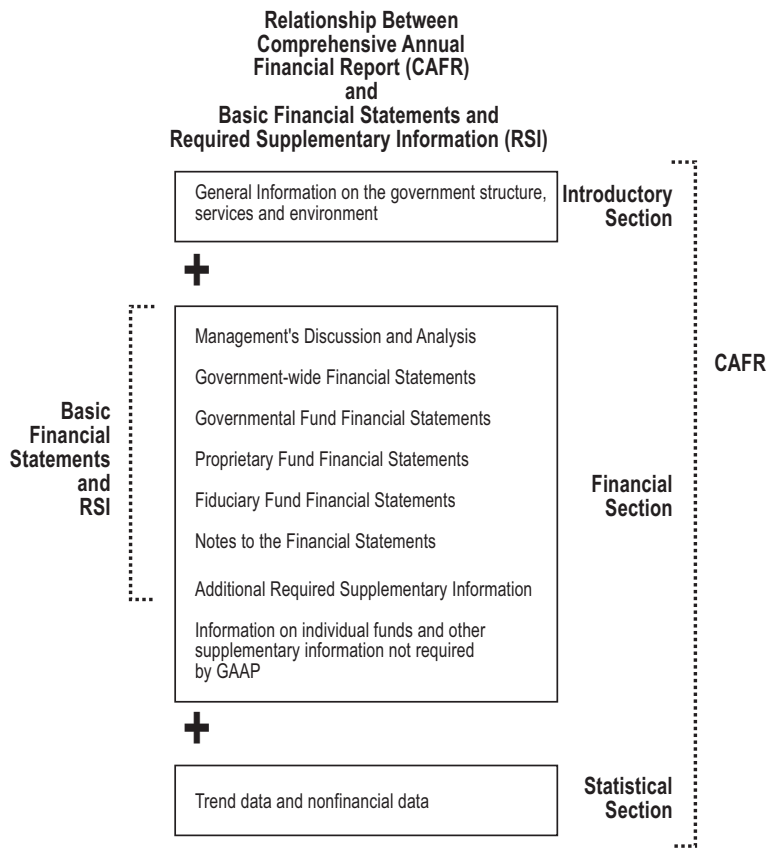 Relationship Between
Comprehensive Annual
Financial Report (CAFR)
and
Basic Financial Statements and
Required Supplementary Information (RSI)
General Information on the government structure,
services and environment
Introductory
Section
+
Management's Discussion and Analysis
Government-wide Financial Statements
Governmental Fund Financial Statements
Proprietary Fund Financial Statements
Fiduciary Fund Financial Statements
Notes to the Financial Statements
Additional Required Supplementary Information
Information on individual funds and other
supplementary information not required
by GAAP
Basic
Financial
Statements
and
RSI
Financial
Section
CAFR
+
Trend data and nonfinancial data
Statistical
Section